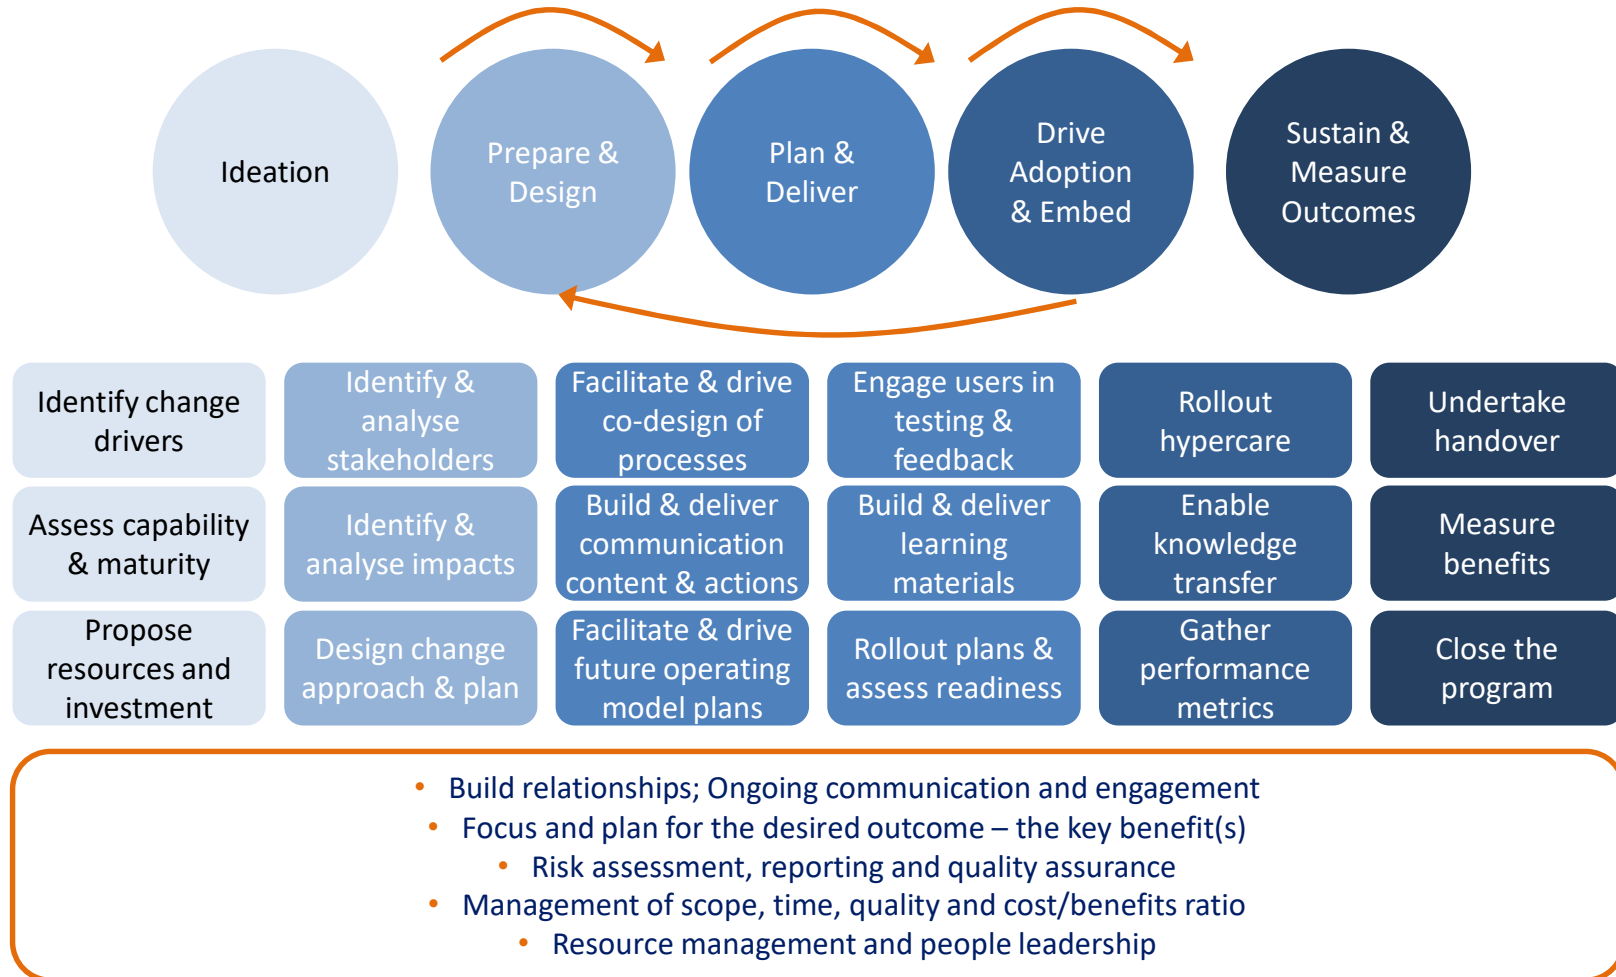 Ideation
Prepare &
Design
Plan &
Deliver
Drive
Adoption
& Embed
Sustain &
Measure
Outcomes
Identify change
drivers
Identify &
analyse
stakeholders
Facilitate & drive
co-design of
processes
Engage users in
testing &
feedback
Rollout
hypercare
Undertake
handover
Assess capability
& maturity
Identify &
analyse impacts
Build & deliver
communication
content & actions
Build & deliver
learning
materials
Enable
knowledge
transfer
Measure
benefits
Propose
resources and
investment
Design change
approach & plan
Facilitate & drive
future operating
model plans
Rollout plans &
assess readiness
Gather
performance
metrics
Close the
program
• Build relationships; Ongoing communication and engagement
• Focus and plan for the desired outcome – the key benefit(s)
• Risk assessment, reporting and quality assurance
• Management of scope, time, quality and cost/benefits ratio
• Resource management and people leadership